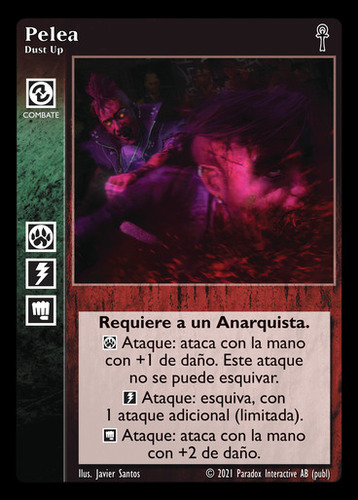 Pelea
Dust Up
COMBATE
Requiere a un Anarquista.
Ataque: ataca con la mano
con +1 de daño. Este ataque
no se puede esquivar.
Ataque: esquiva, con
1 ataque adicional (limitada).
Ataque: ataca con la mano
con +2 de daño.
Ilus. Javier Santos
© 2021 Paradox Interactive AB (publ)